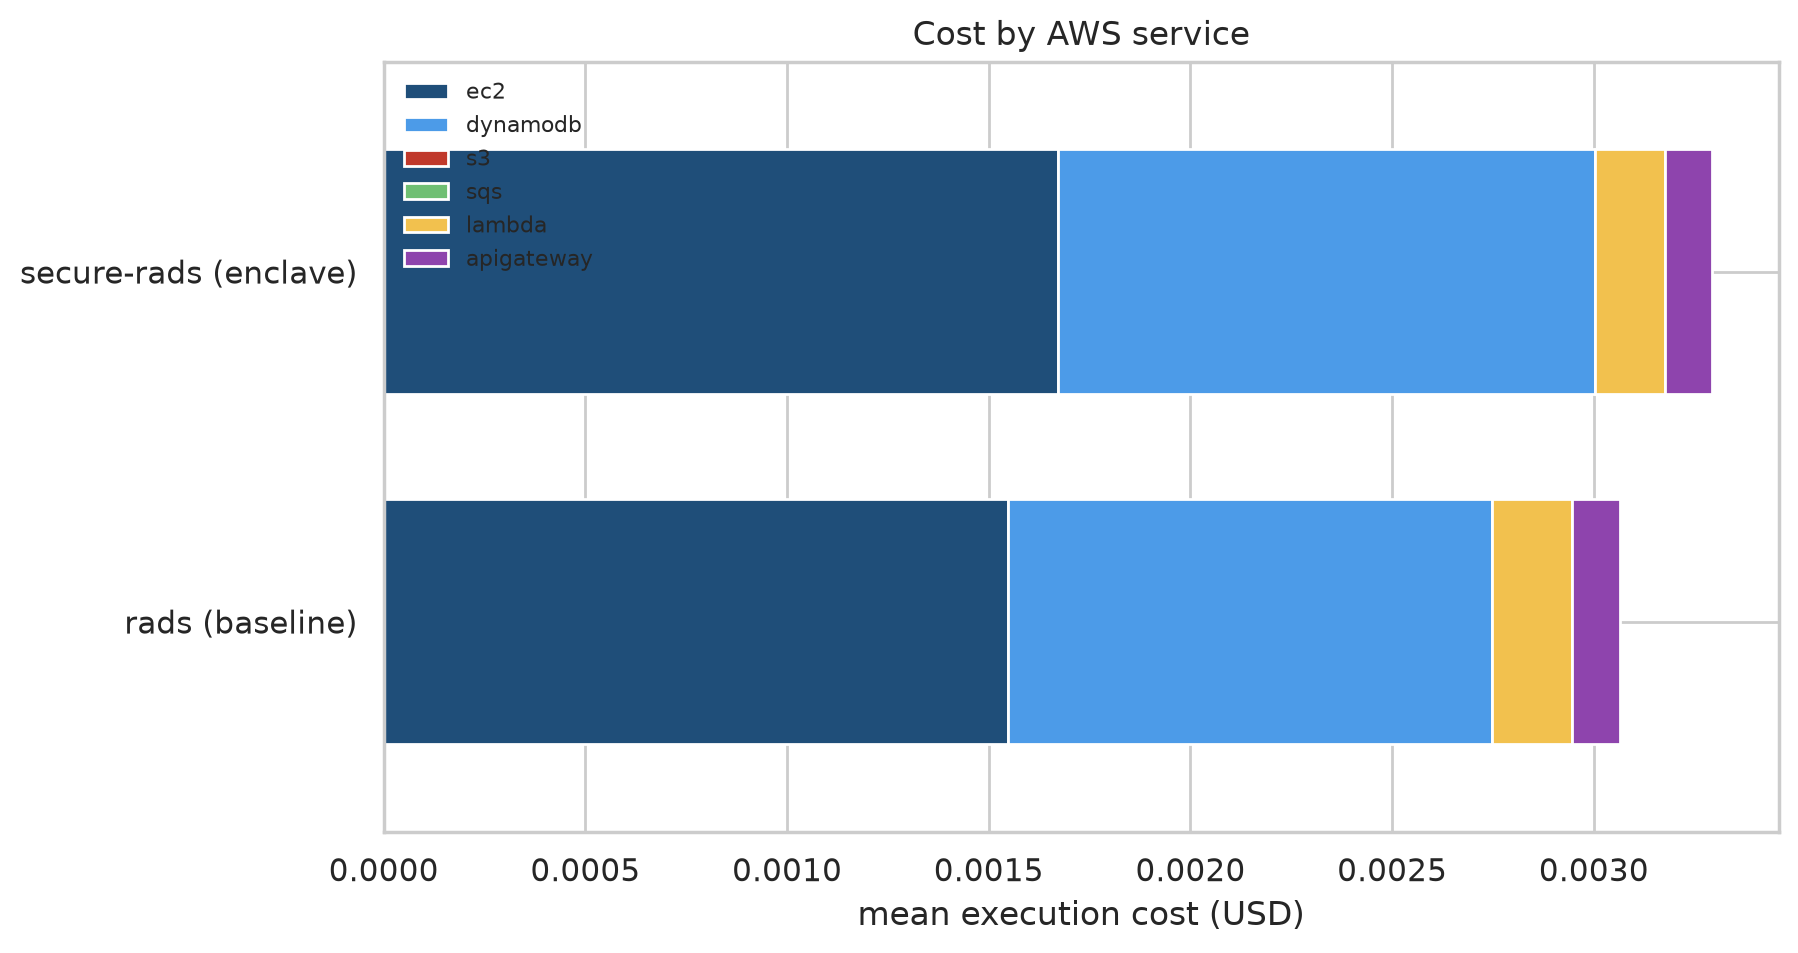 Cost by AWS service
ec2
dynamodb
s3
sqs
lambda
apigateway
secure-rads (enclave)
rads (baseline)
0.0000 0.0005 0.0010 0.0015 0.0020 0.0025 0.0030
mean execution cost (USD)